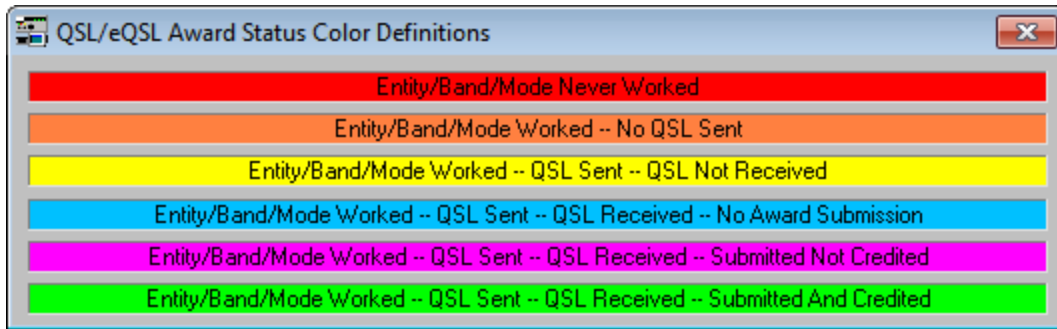 QSL/eQSL Award Status Color Definitions
Entity/Band/Mode Never Worked
Entity/Band/Mode Worked -- No QSL Sent
Entity/Band/Mode Worked -- QSL Sent -- QSL Not Received
Entity/Band/Mode Worked -- QSL Sent -- QSL Received -- No Award Submission
Entity/Band/Mode Worked -- QSL Sent -- QSL Received -- Submitted Not Credited
Entity/Band/Mode Worked -- QSL Sent -- QSL Received -- Submitted And Credited